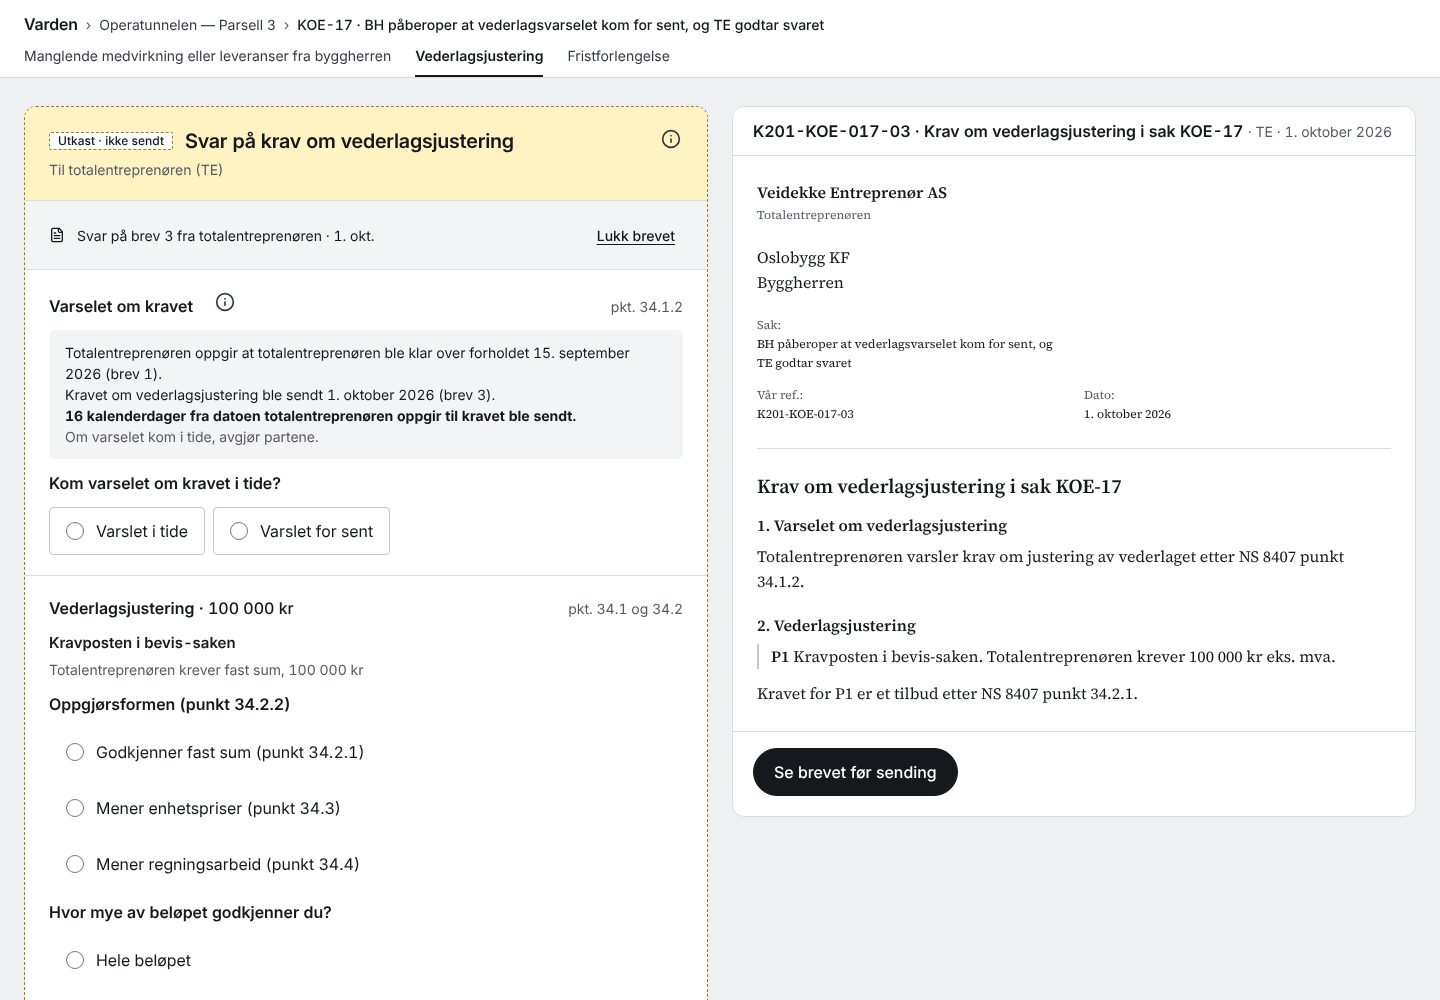 Varden › Operatunnelen — Parsell 3 › KOE-17 · BH påberoper at vederlagsvarselet kom for sent, og TE godtar svaret
Manglende medvirkning eller leveranser fra byggherren Vederlagsjustering Fristforlengelse
Utkast · ikke sendt Svar på krav om vederlagsjustering
Til totalentreprenøren (TE)
Svar på brev 3 fra totalentreprenøren · 1. okt. Lukk brevet
Varselet om kravet pkt. 34.1.2
Totalentreprenøren oppgir at totalentreprenøren ble klar over forholdet 15. september
2026 (brev 1).
Kravet om vederlagsjustering ble sendt 1. oktober 2026 (brev 3).
16 kalenderdager fra datoen totalentreprenøren oppgir til kravet ble sendt.
Om varselet kom i tide, avgjør partene.
Kom varselet om kravet i tide?
Varslet i tide Varslet for sent
Vederlagsjustering · 100 000 kr pkt. 34.1 og 34.2
Kravposten i bevis-saken
Totalentreprenøren krever fast sum, 100 000 kr
Oppgjørsformen (punkt 34.2.2)
Godkjenner fast sum (punkt 34.2.1)
Mener enhetspriser (punkt 34.3)
Mener regningsarbeid (punkt 34.4)
Hvor mye av beløpet godkjenner du?
Hele beløpet
K201-KOE-017-03 · Krav om vederlagsjustering i sak KOE-17 · TE · 1. oktober 2026
Veidekke Entreprenør AS
Totalentreprenøren
Oslobygg KF
Byggherren
Sak:
BH påberoper at vederlagsvarselet kom for sent, og
TE godtar svaret
Vår ref.: Dato:
K201-KOE-017-03 1. oktober 2026
Krav om vederlagsjustering i sak KOE-17
1. Varselet om vederlagsjustering
Totalentreprenøren varsler krav om justering av vederlaget etter NS 8407 punkt
34.1.2.
2. Vederlagsjustering
P1 Kravposten i bevis-saken. Totalentreprenøren krever 100 000 kr eks. mva.
Kravet for P1 er et tilbud etter NS 8407 punkt 34.2.1.
Se brevet før sending